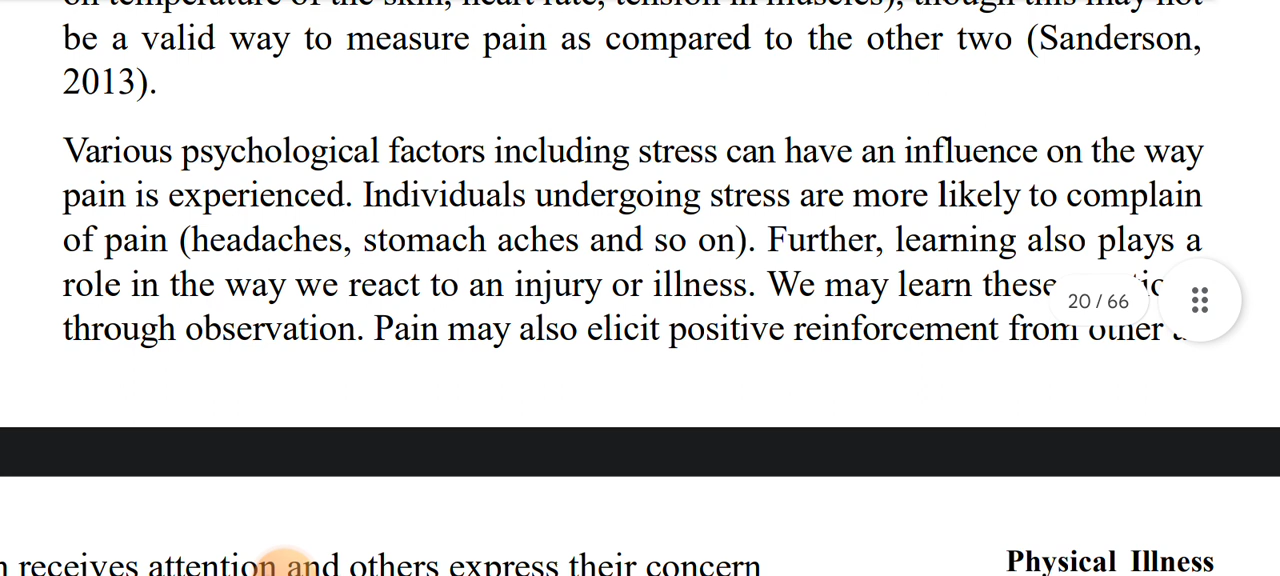 be a valid way to measure pain as compared to the other two (Sanderson,
2013).
Various psychological factors including stress can have an influence on the way
pain is experienced. Individuals undergoing stress are more likely to complain
of pain (headaches, stomach aches and so on). Further, learning also plays a
role in the way we react to an injury or illness. We may learn these
20 / 66
through observation. Pain may also elicit positive reinforcement from other
receives attention and others express their concern
Physical Illness